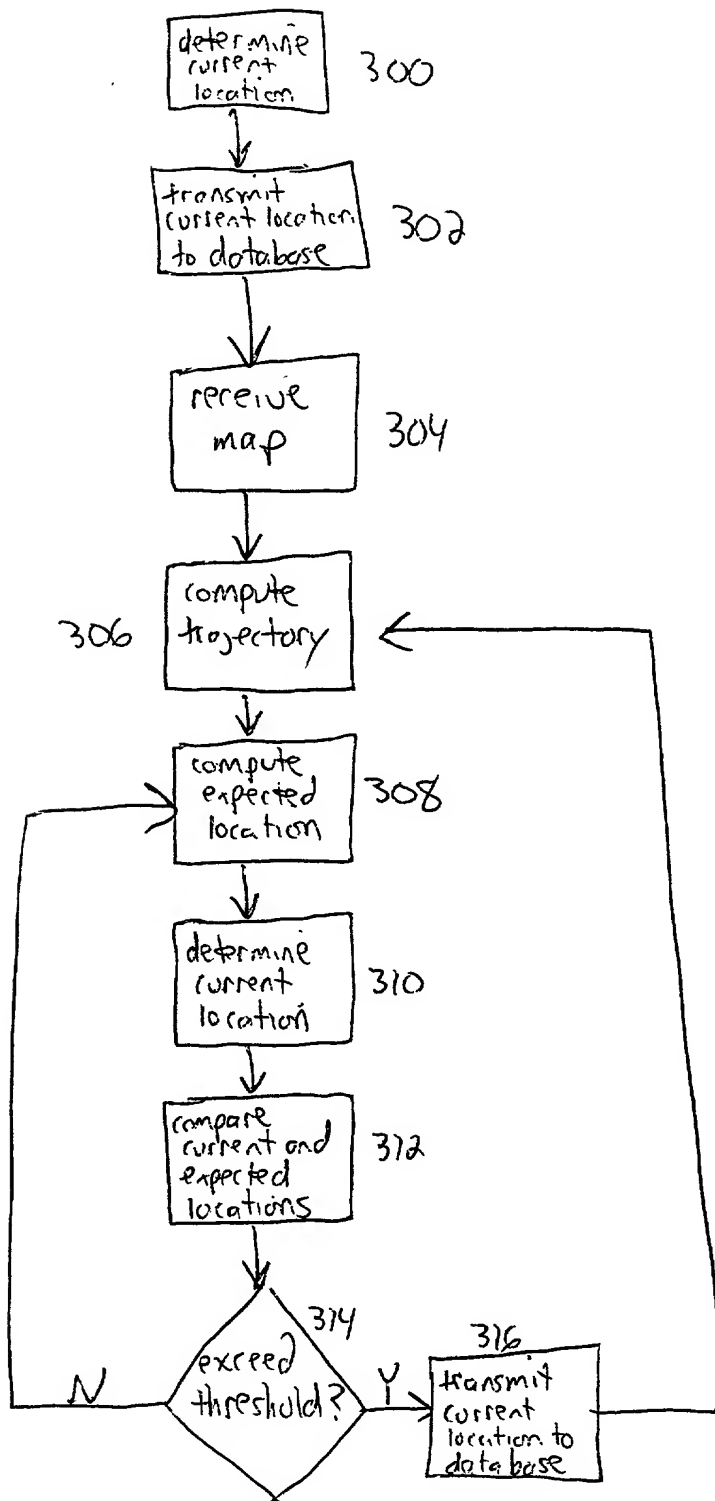 determine
current
location
300
transmit
current location
to database
302
receive
map
304
compute
trajectory
306
compute
expected
location
308
determine
current
location
310
compare
current and
expected
locations
312
exceed
threshold?
314
N
Y
316
transmit
current
location to
database